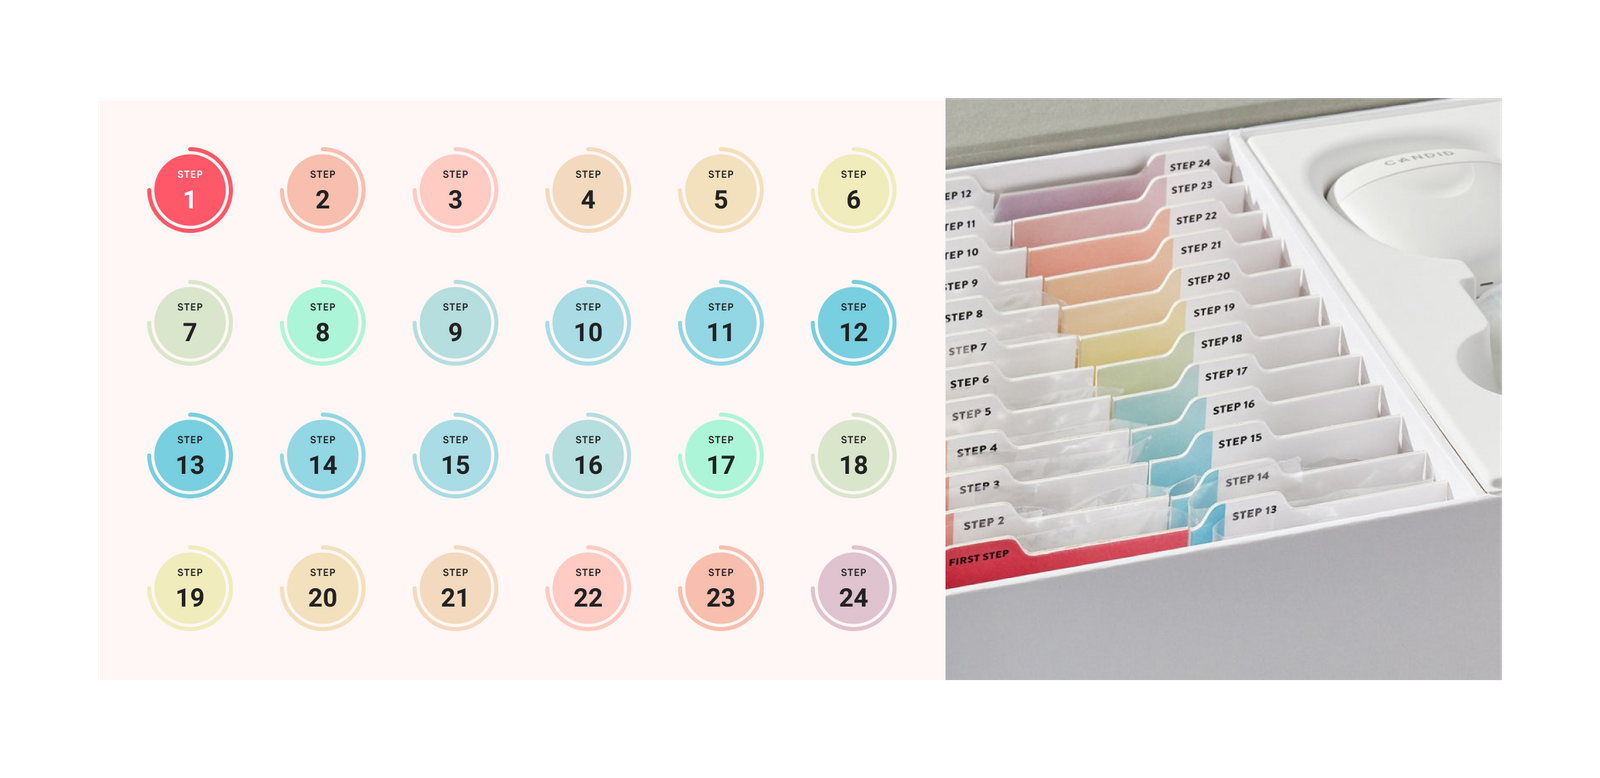 STEP
1
STEP
2
STEP
3
STEP
4
STEP
5
STEP
6
STEP
7
STEP
8
STEP
9
STEP
10
STEP
11
STEP
12
STEP
13
STEP
14
STEP
15
STEP
16
STEP
17
STEP
18
STEP
19
STEP
20
STEP
21
STEP
22
STEP
23
STEP
24
EP 12
11
10
TEP 9
STEP 8
STEP 7
STEP 6
STEP 5
STEP 4
STEP 3
STEP 2
FIRST STEP
STEP 24
STEP 23
STEP 22
STEP 21
STEP 20
STEP 19
STEP 18
STEP 17
STEP 16
STEP 15
STEP 14
STEP 13
CANDID